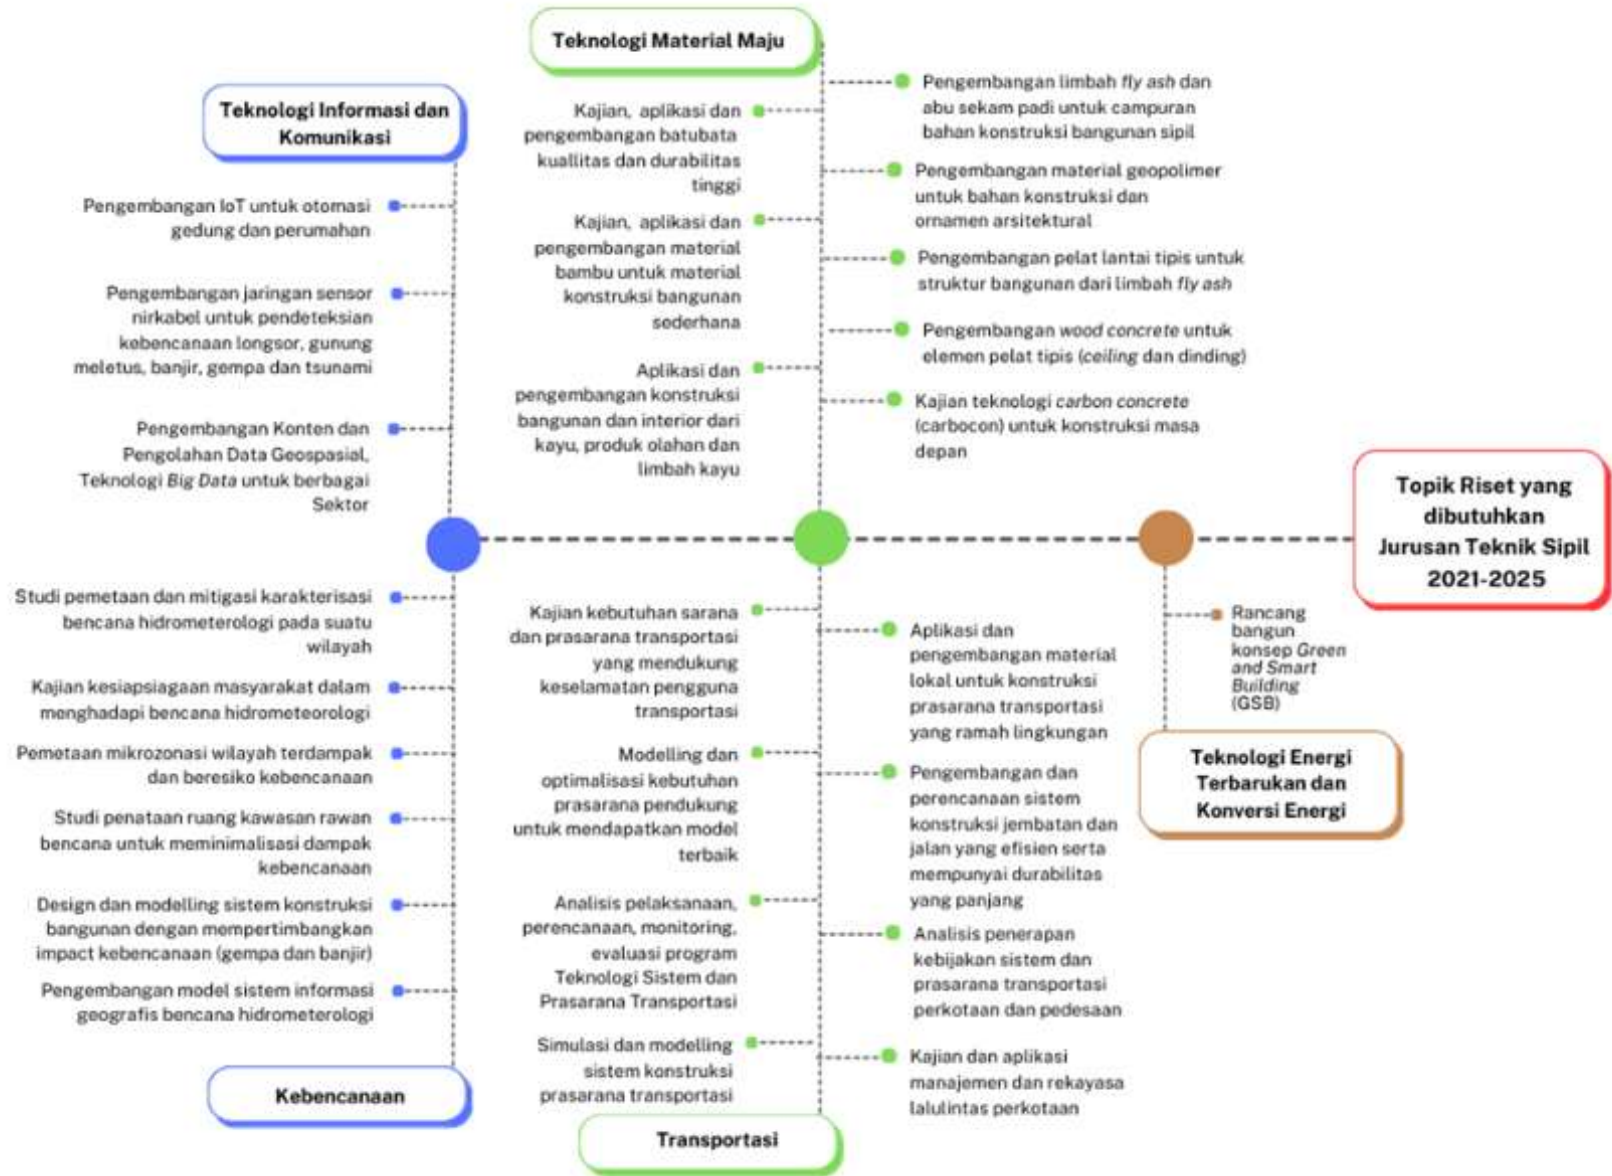 Teknologi Informasi dan
Komunikasi
Pengembangan IoT untuk otomasi
gedung dan perumahan
Pengembangan jaringan sensor
nirkabel untuk pendeteksian
kebencanaan longsor, gunung
meletus, banjir, gempa dan tsunami
Pengembangan Konten dan
Pengolahan Data Geospasial,
Teknologi Big Data untuk berbagai
Sektor
Studi pemetaan dan mitigasi karakterisasi
bencana hidrometerologi pada suatu
wilayah
Kajian kesiapsiagaan masyarakat dalam
menghadapi bencana hidrometeorologi
Pemetaan mikrozonasi wilayah terdampak
dan beresiko kebencanaan
Studi penataan ruang kawasan rawan
bencana untuk meminimalisasi dampak
kebencanaan
Design dan modelling sistem konstruksi
bangunan dengan mempertimbangkan
impact kebencanaan (gempa dan banjir)
Pengembangan model sistem informasi
geografis bencana hidrometerologi
Kebencanaan
Teknologi Material Maju
Kajian, aplikasi dan
pengembangan batubata
kuallitas dan durabilitas
tinggi
Kajian, aplikasi dan
pengembangan material
bambu untuk material
konstruksi bangunan
sederhana
Aplikasi dan
pengembangan konstruksi
bangunan dan interior dari
kayu, produk olahan dan
limbah kayu
Pengembangan limbah fly ash dan
abu sekam padi untuk campuran
bahan konstruksi bangunan sipil
Pengembangan material geopolimer
untuk bahan konstruksi dan
ornamen arsitektural
Pengembangan pelat lantai tipis untuk
struktur bangunan dari limbah fly ash
Pengembangan wood concrete untuk
elemen pelat tipis (ceiling dan dinding)
Kajian teknologi carbon concrete
(carbocon) untuk konstruksi masa
depan
Kajian kebutuhan sarana
dan prasarana transportasi
yang mendukung
keselamatan pengguna
transportasi
Modelling dan
optimalisasi kebutuhan
prasarana pendukung
untuk mendapatkan model
terbaik
Analisis pelaksanaan,
perencanaan, monitoring,
evaluasi program
Teknologi Sistem dan
Prasarana Transportasi
Simulasi dan modelling
sistem konstruksi
prasarana transportasi
Aplikasi dan
pengembangan material
lokal untuk konstruksi
prasarana transportasi
yang ramah lingkungan
Pengembangan dan
perencanaan sistem
konstruksi jembatan dan
jalan yang efisien serta
mempunyai durabilitas
yang panjang
Analisis penerapan
kebijakan sistem dan
prasarana transportasi
perkotaan dan pedesaan
Kajian dan aplikasi
manajemen dan rekayasa
lalulintas perkotaan
Transportasi
Rancang
bangun
konsep Green
and Smart
Building
(GSB)
Teknologi Energi
Terbarukan dan
Konversi Energi
Topik Riset yang
dibutuhkan
Jurusan Teknik Sipil
2021-2025